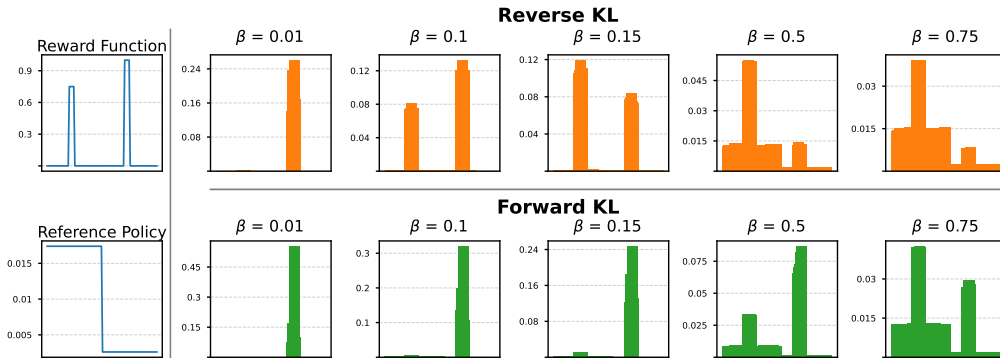 Reverse KL
Reward Function
β = 0.01
β = 0.1
β = 0.15
β = 0.5
β = 0.75
0.9
0.6
0.3
0.26
0.16
0.08
0.12
0.08
0.04
0.12
0.08
0.04
0.045
0.03
0.015
0.03
0.015
Forward KL
Reference Policy
β = 0.01
β = 0.1
β = 0.15
β = 0.5
β = 0.75
0.015
0.01
0.005
0.45
0.3
0.15
0.3
0.2
0.1
0.24
0.16
0.08
0.075
0.05
0.025
0.03
0.015